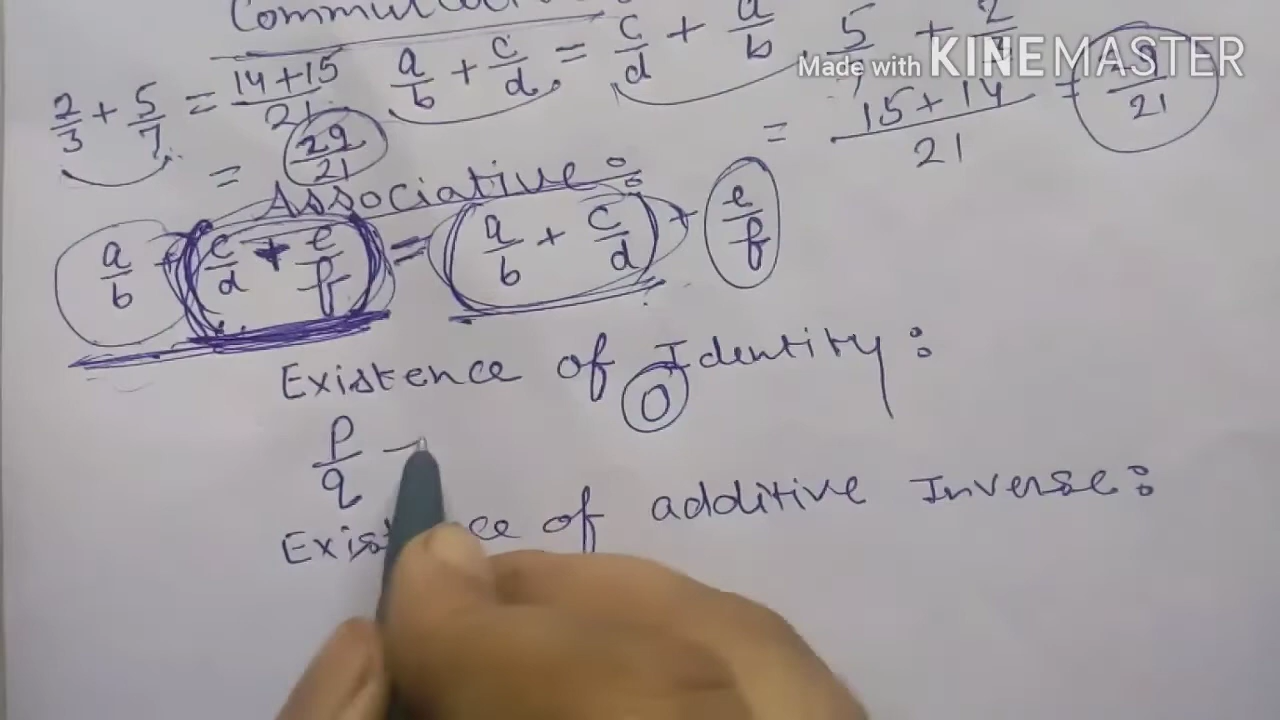 Commutative:
2/3 + 5/7 = 14+15/21 a/b + c/d = c/d + a/b, 5/7 + 2/3
= 29/21 = 15+14/21 = 29/21
Made with KINEMASTER
Associative:
a/b + (c/d + e/f) = (a/b + c/d) + e/f
Existence of Identity:
0
p/q
Existence of additive Inverse: